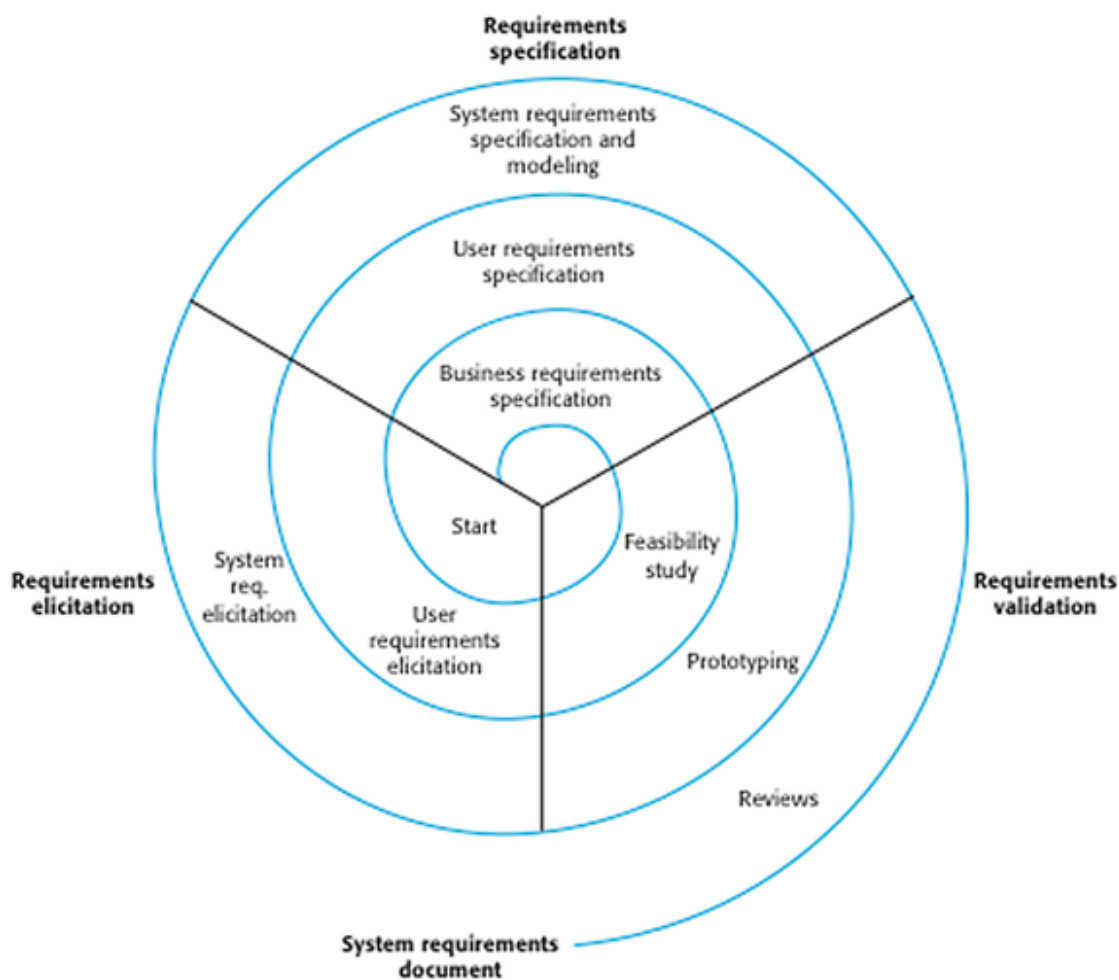 Requirements
specification
System requirements
specification and
modeling
User requirements
specification
Business requirements
specification
Start
Feasibility
study
System
req.
elicitation
Requirements
elicitation
Requirements
validation
User
requirements
elicitation
Prototyping
Reviews
System requirements
document